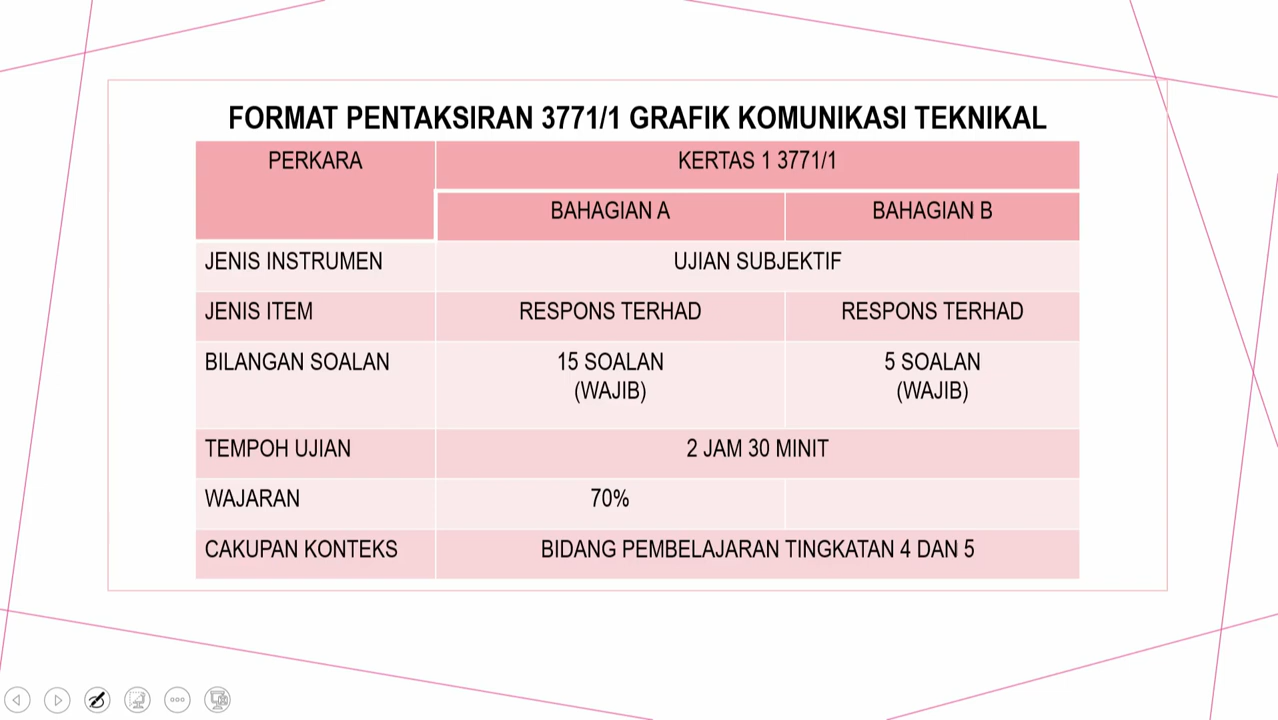 FORMAT PENTAKSIRAN 3771/1 GRAFIK KOMUNIKASI TEKNIKAL
PERKARA
KERTAS 1 3771/1
BAHAGIAN A
BAHAGIAN B
JENIS INSTRUMEN
UJIAN SUBJEKTIF
JENIS ITEM
RESPONS TERHAD
RESPONS TERHAD
BILANGAN SOALAN
15 SOALAN
(WAJIB)
5 SOALAN
(WAJIB)
TEMPOH UJIAN
2 JAM 30 MINIT
WAJARAN
70%
CAKUPAN KONTEKS
BIDANG PEMBELAJARAN TINGKATAN 4 DAN 5